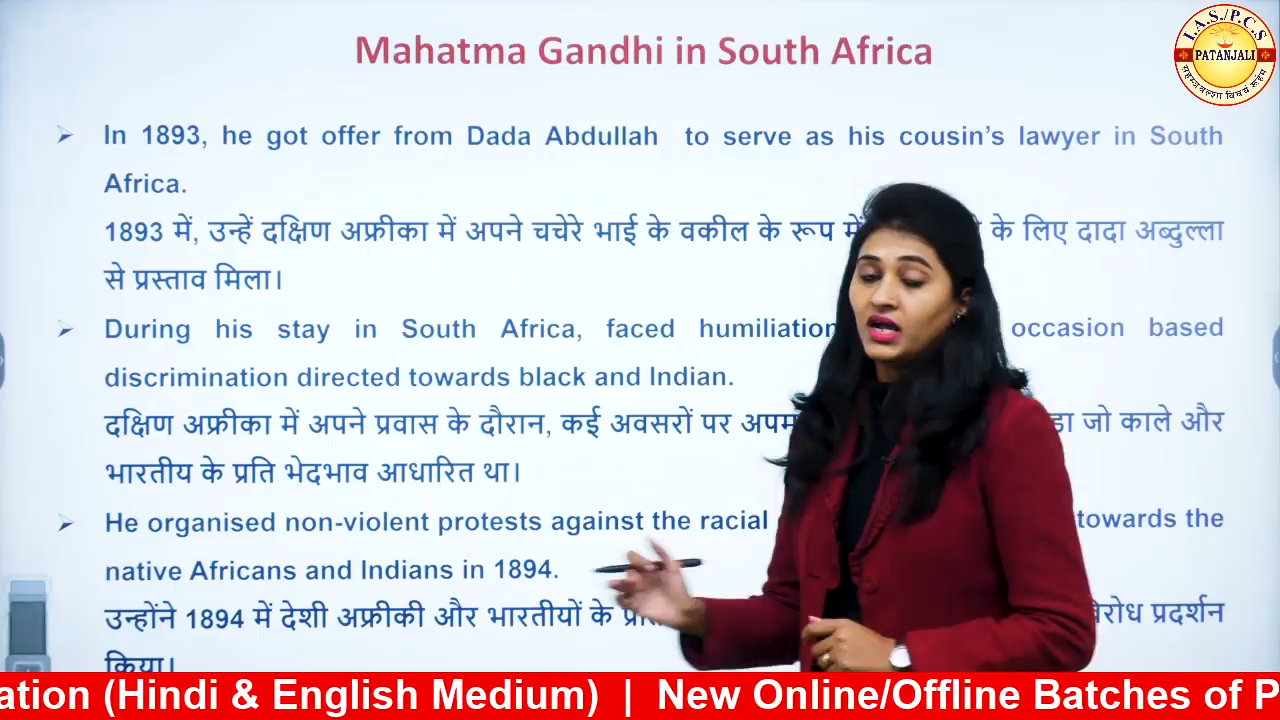 Mahatma Gandhi in South Africa
I.A.S./P.C.S
PATANJALI
➢ In 1893, he got offer from Dada Abdullah to serve as his cousin's lawyer in South
Africa.
1893 में, उन्हें दक्षिण अफ्रीका में अपने चचेरे भाई के वकील के रूप में के लिए दादा अब्दुल्ला
से प्रस्ताव मिला।
➢ During his stay in South Africa, faced humiliation occasion based
discrimination directed towards black and Indian.
दक्षिण अफ्रीका में अपने प्रवास के दौरान, कई अवसरों पर जो काले और
भारतीय के प्रति भेदभाव आधारित था।
➢ He organised non-violent protests against the racial towards the
native Africans and Indians in 1894.
उन्होंने 1894 में देशी अफ्रीकी और भारतीयों के प्रदर्शन
किया।
ation (Hindi & English Medium) | New Online/Offline Batches of P